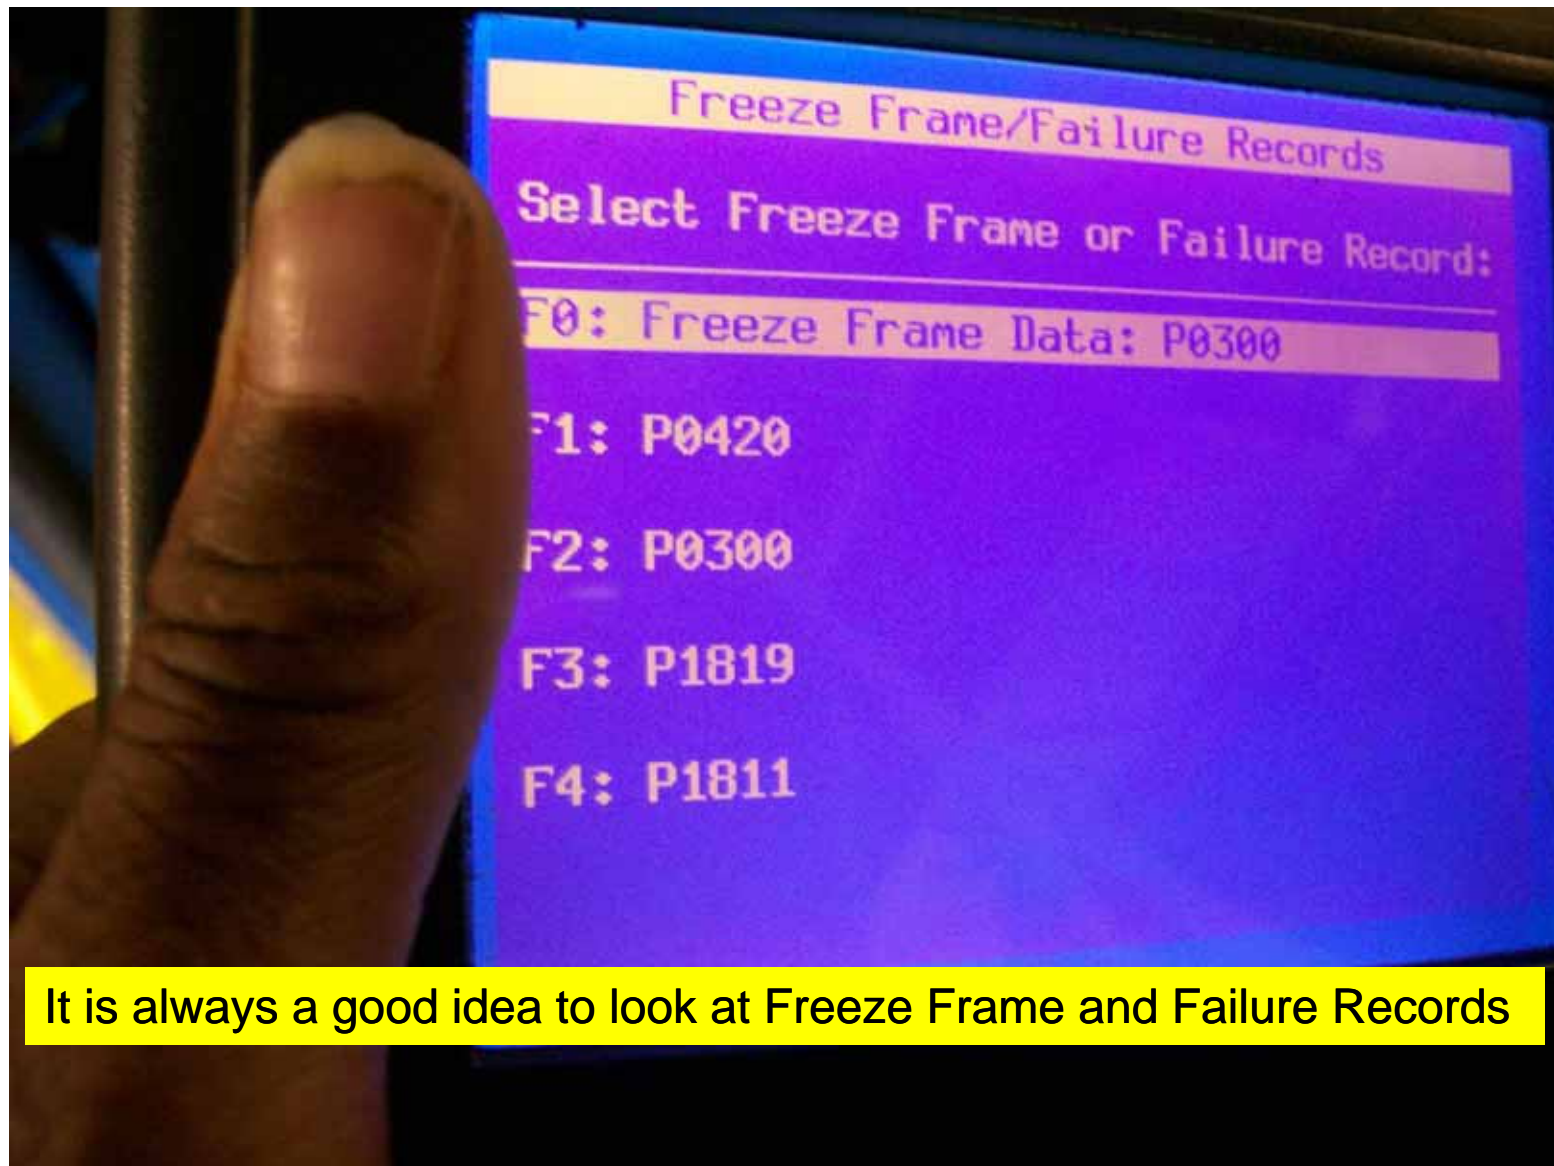 Freeze Frame/Failure Records
Select Freeze Frame or Failure Record:
F0: Freeze Frame Data: P0300
F1: P0420
F2: P0300
F3: P1819
F4: P1811
It is always a good idea to look at Freeze Frame and Failure Records